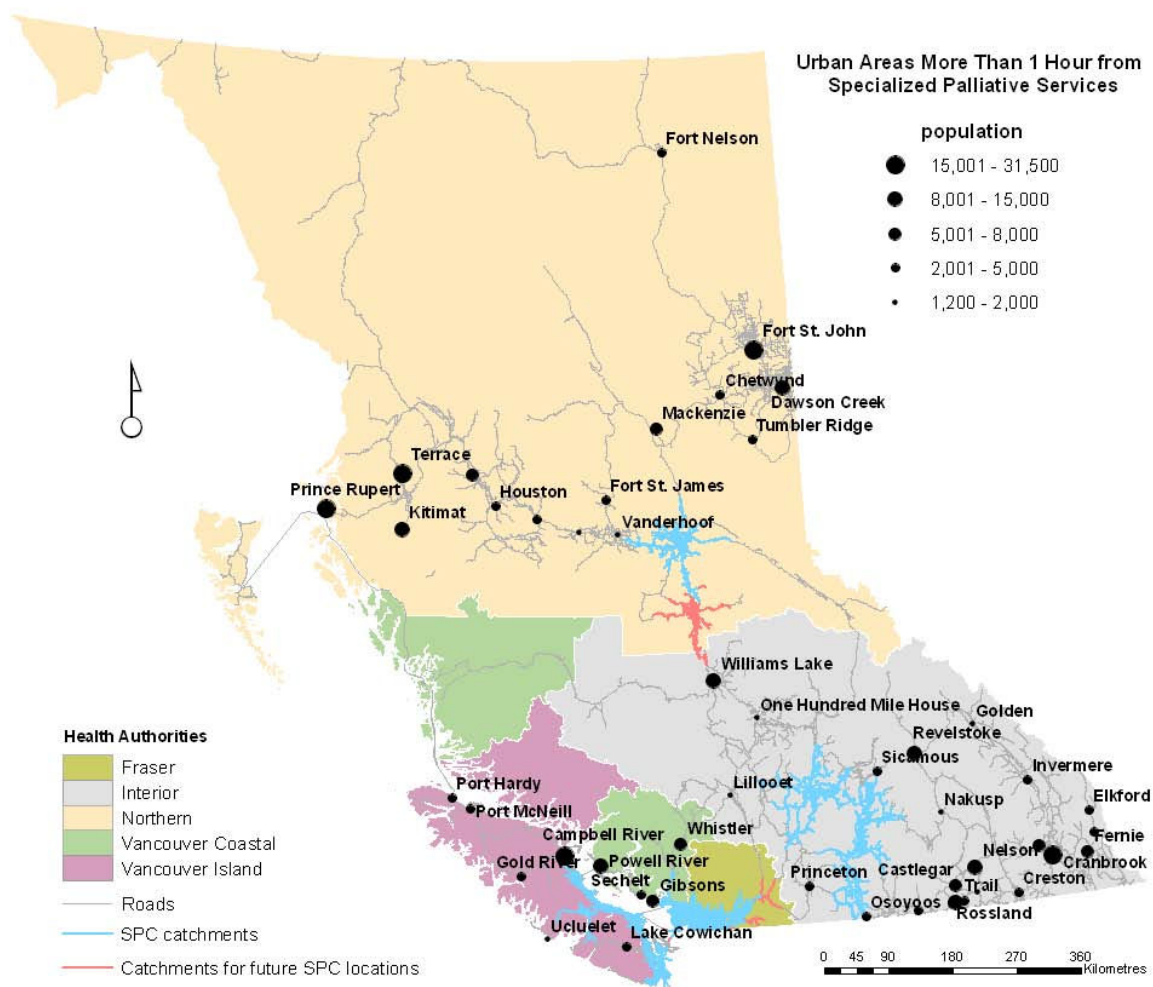 Urban Areas More Than 1 Hour from
Specialized Palliative Services
population
15,001 - 31,500
8,001 - 15,000
5,001 - 8,000
2,001 - 5,000
1,200 - 2,000
Fort Nelson
Fort St. John
Chetwynd
Dawson Creek
Mackenzie
Tumbler Ridge
Terrace
Prince Rupert
Houston
Fort St. James
Kitimat
Vanderhoof
Williams Lake
One Hundred Mile House
Golden
Revelstoke
Sicamous
Invermere
Lillooet
Nakusp
Elkford
Port Hardy
Port McNeill
Campbell River
Whistler
Fernie
Gold River
Powell River
Nelson
Cranbrook
Sechelt
Gibsons
Princeton
Castlegar
Trail
Creston
Osoyoos
Rossland
Ucluelet
Lake Cowichan
Health Authorities
Fraser
Interior
Northern
Vancouver Coastal
Vancouver Island
Roads
SPC catchments
Catchments for future SPC locations
0 45 90 180 270 360
Kilometres